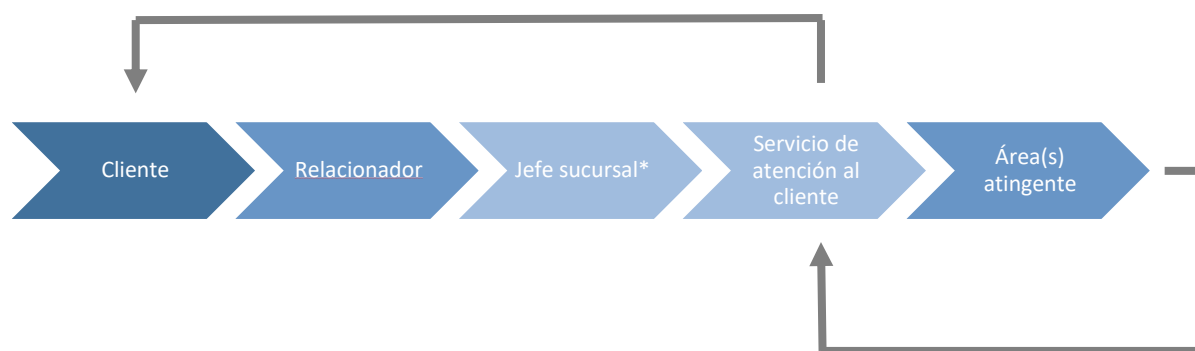 Cliente
Relacionador
Jefe sucursal*
Servicio de
atención al
cliente
Área(s)
atingente